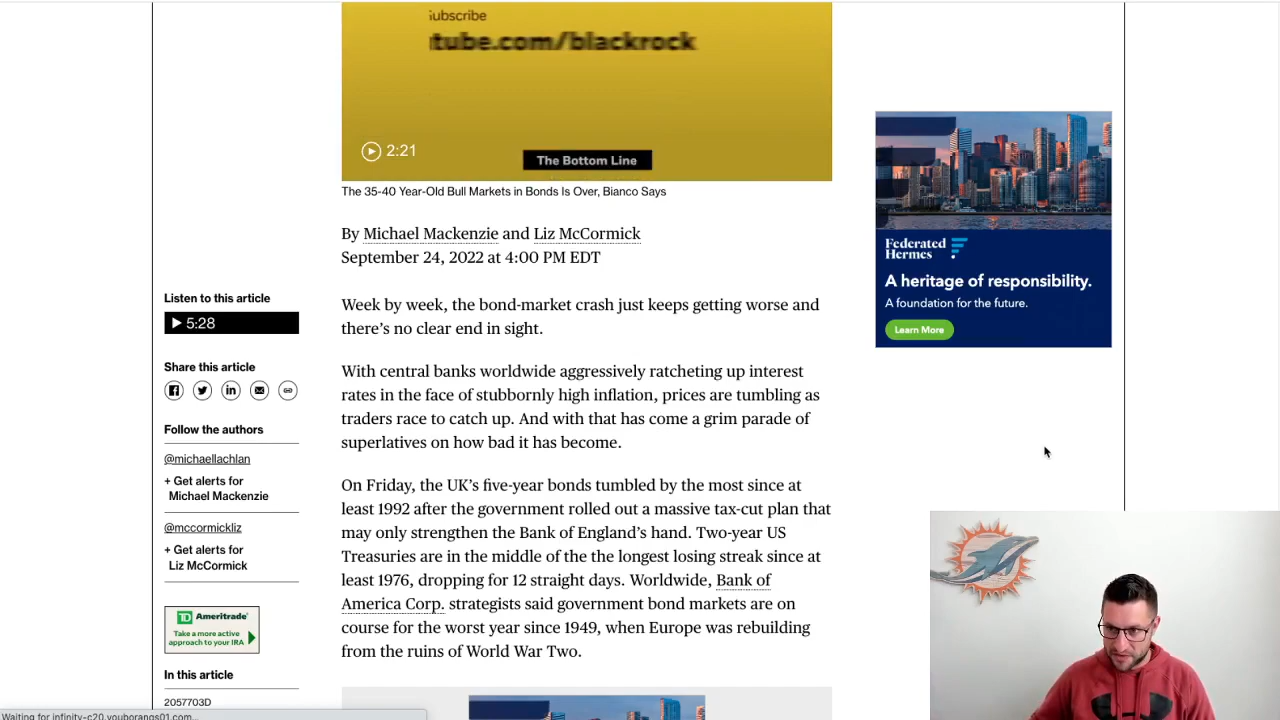 Subscribe
tube.com/blackrock
2:21
The Bottom Line
The 35-40 Year-Old Bull Markets in Bonds Is Over, Bianco Says
By Michael Mackenzie and Liz McCormick
September 24, 2022 at 4:00 PM EDT
Listen to this article
5:28
Share this article
Follow the authors
@michaellachlan
+ Get alerts for
Michael Mackenzie
@mccormickliz
+ Get alerts for
Liz McCormick
TD Ameritrade
Take a more active
approach to your IRA
In this article
2057703D
Week by week, the bond-market crash just keeps getting worse and
there’s no clear end in sight.
With central banks worldwide aggressively ratcheting up interest
rates in the face of stubbornly high inflation, prices are tumbling as
traders race to catch up. And with that has come a grim parade of
superlatives on how bad it has become.
On Friday, the UK’s five-year bonds tumbled by the most since at
least 1992 after the government rolled out a massive tax-cut plan that
may only strengthen the Bank of England’s hand. Two-year US
Treasuries are in the middle of the the longest losing streak since at
least 1976, dropping for 12 straight days. Worldwide, Bank of
America Corp. strategists said government bond markets are on
course for the worst year since 1949, when Europe was rebuilding
from the ruins of World War Two.
Federated
Hermes
A heritage of responsibility.
A foundation for the future.
Learn More
Waiting for infinity-c20.youboranqs01.com...